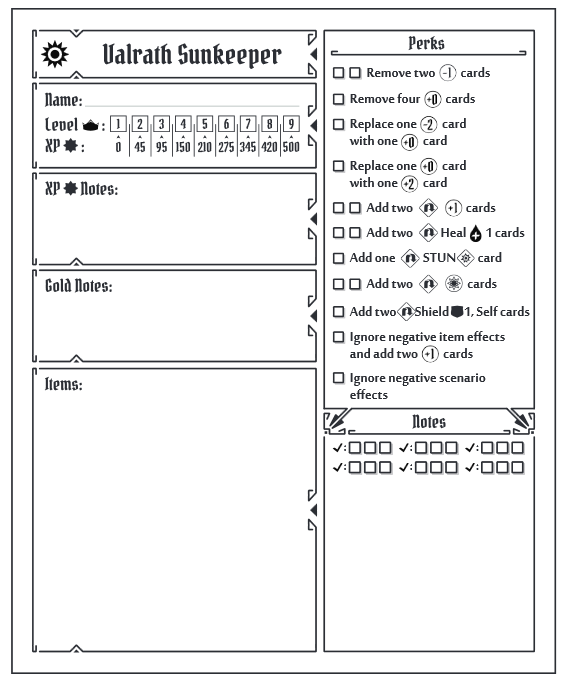 Valrath Sunkeeper
Name:
Level :
1 2 3 4 5 6 7 8 9
XP :
0 45 95 150 210 275 345 420 500
XP Notes:
Gold Notes:
Items:
Perks
Remove two -1 cards
Remove four +0 cards
Replace one -2 card
with one +0 card
Replace one +0 card
with one +2 card
Add two +1 cards
Add two Heal 1 cards
Add one STUN card
Add two cards
Add two Shield 1, Self cards
Ignore negative item effects
and add two +1 cards
Ignore negative scenario
effects
Notes
✓: ✓: ✓:
✓: ✓: ✓: